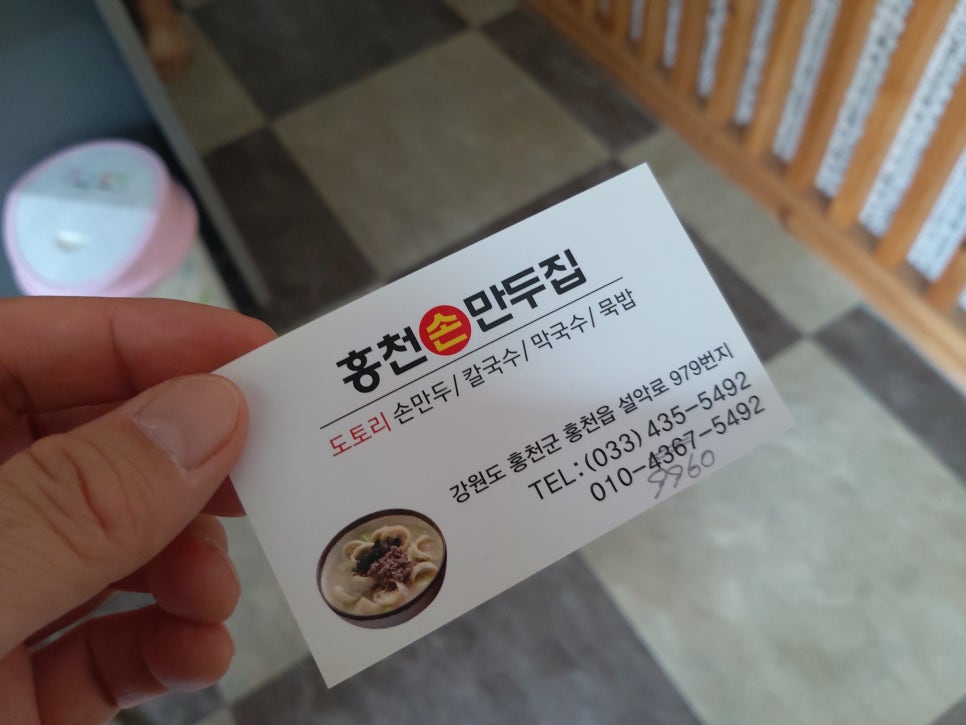 홍천손만두집
도토리 손만두/칼국수/막국수/묵밥
강원도 홍천군 홍천읍 설악로 979번지
TEL:(033) 435-5492
010-4367-5492
9960